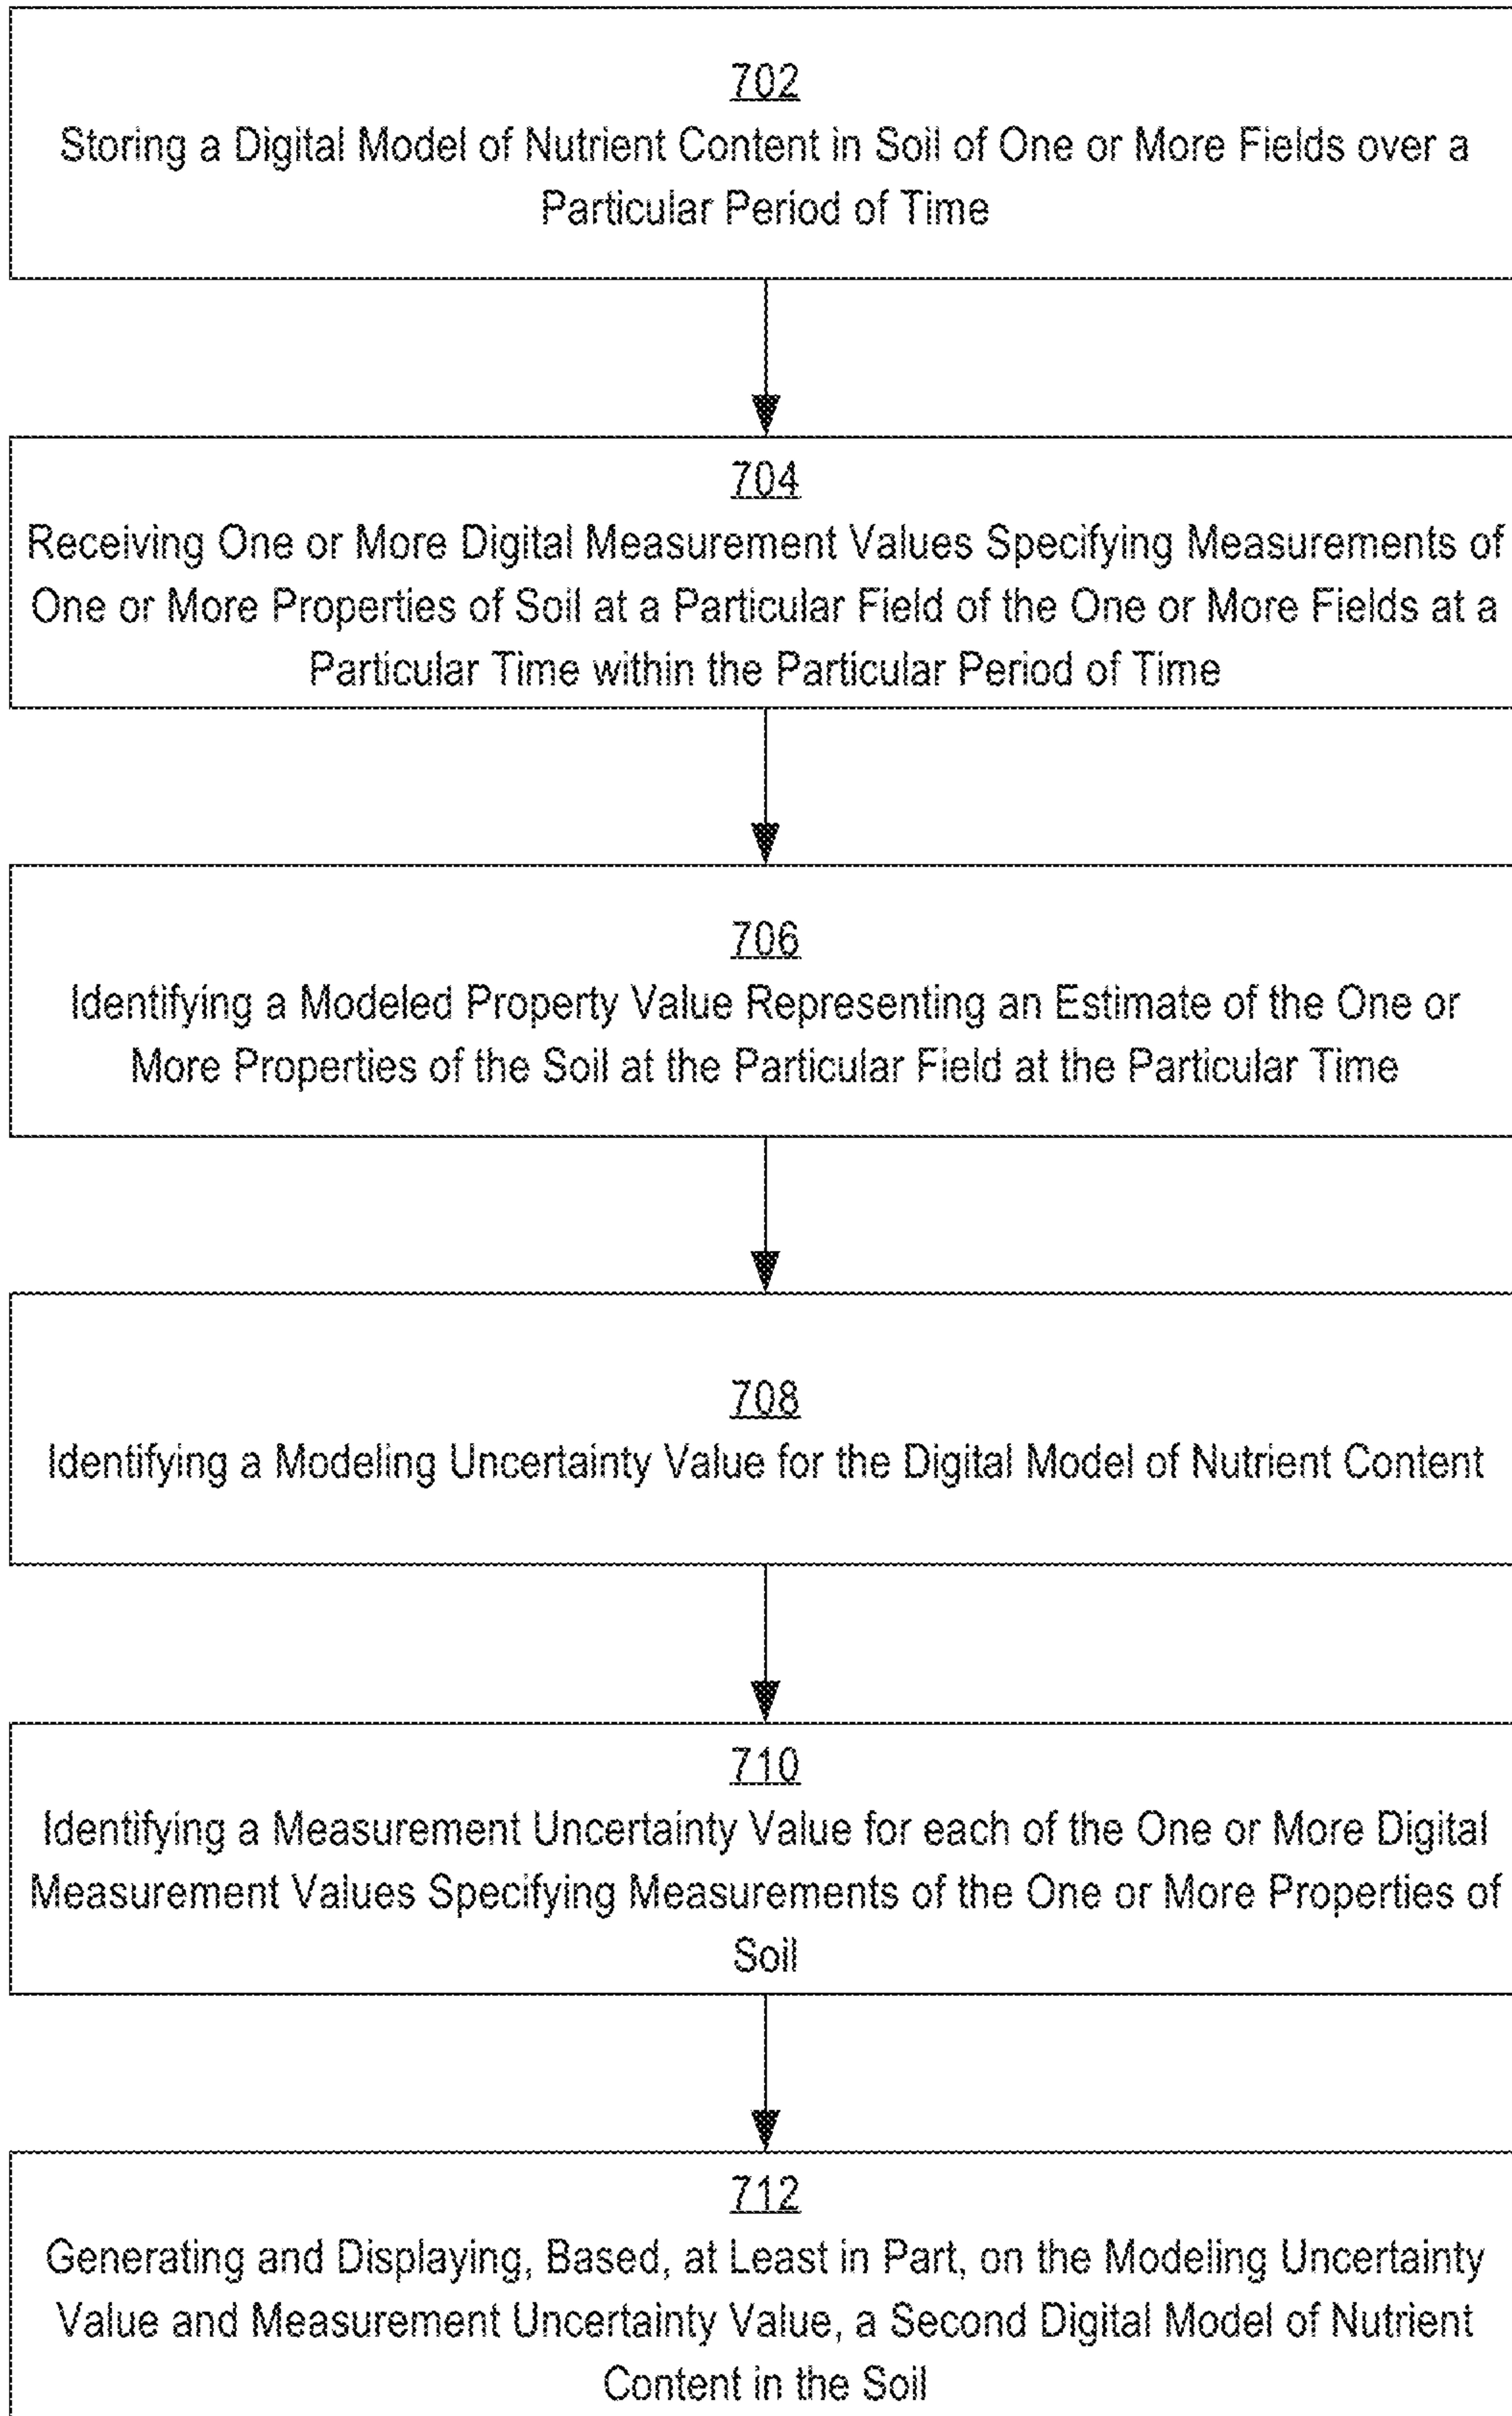 702
Storing a Digital Model of Nutrient Content in Soil of One or More Fields over a
Particular Period of Time
704
Receiving One or More Digital Measurement Values Specifying Measurements of
One or More Properties of Soil at a Particular Field of the One or More Fields at a
Particular Time within the Particular Period of Time
706
Identifying a Modeled Property Value Representing an Estimate of the One or
More Properties of the Soil at the Particular Field at the Particular Time
708
Identifying a Modeling Uncertainty Value for the Digital Model of Nutrient Content
710
Identifying a Measurement Uncertainty Value for each of the One or More Digital
Measurement Values Specifying Measurements of the One or More Properties of
Soil
712
Generating and Displaying, Based, at Least in Part, on the Modeling Uncertainty
Value and Measurement Uncertainty Value, a Second Digital Model of Nutrient
Content in the Soil